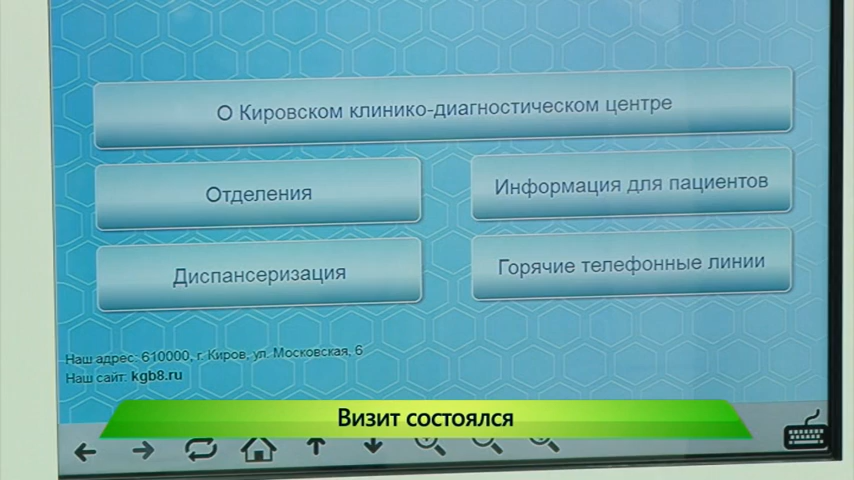 О Кировском клинико-диагностическом центре
Отделения
Информация для пациентов
Диспансеризация
Горячие телефонные линии
Наш адрес: 610000, г. Киров, ул. Московская, 6
Наш сайт: kgb8.ru
Визит состоялся